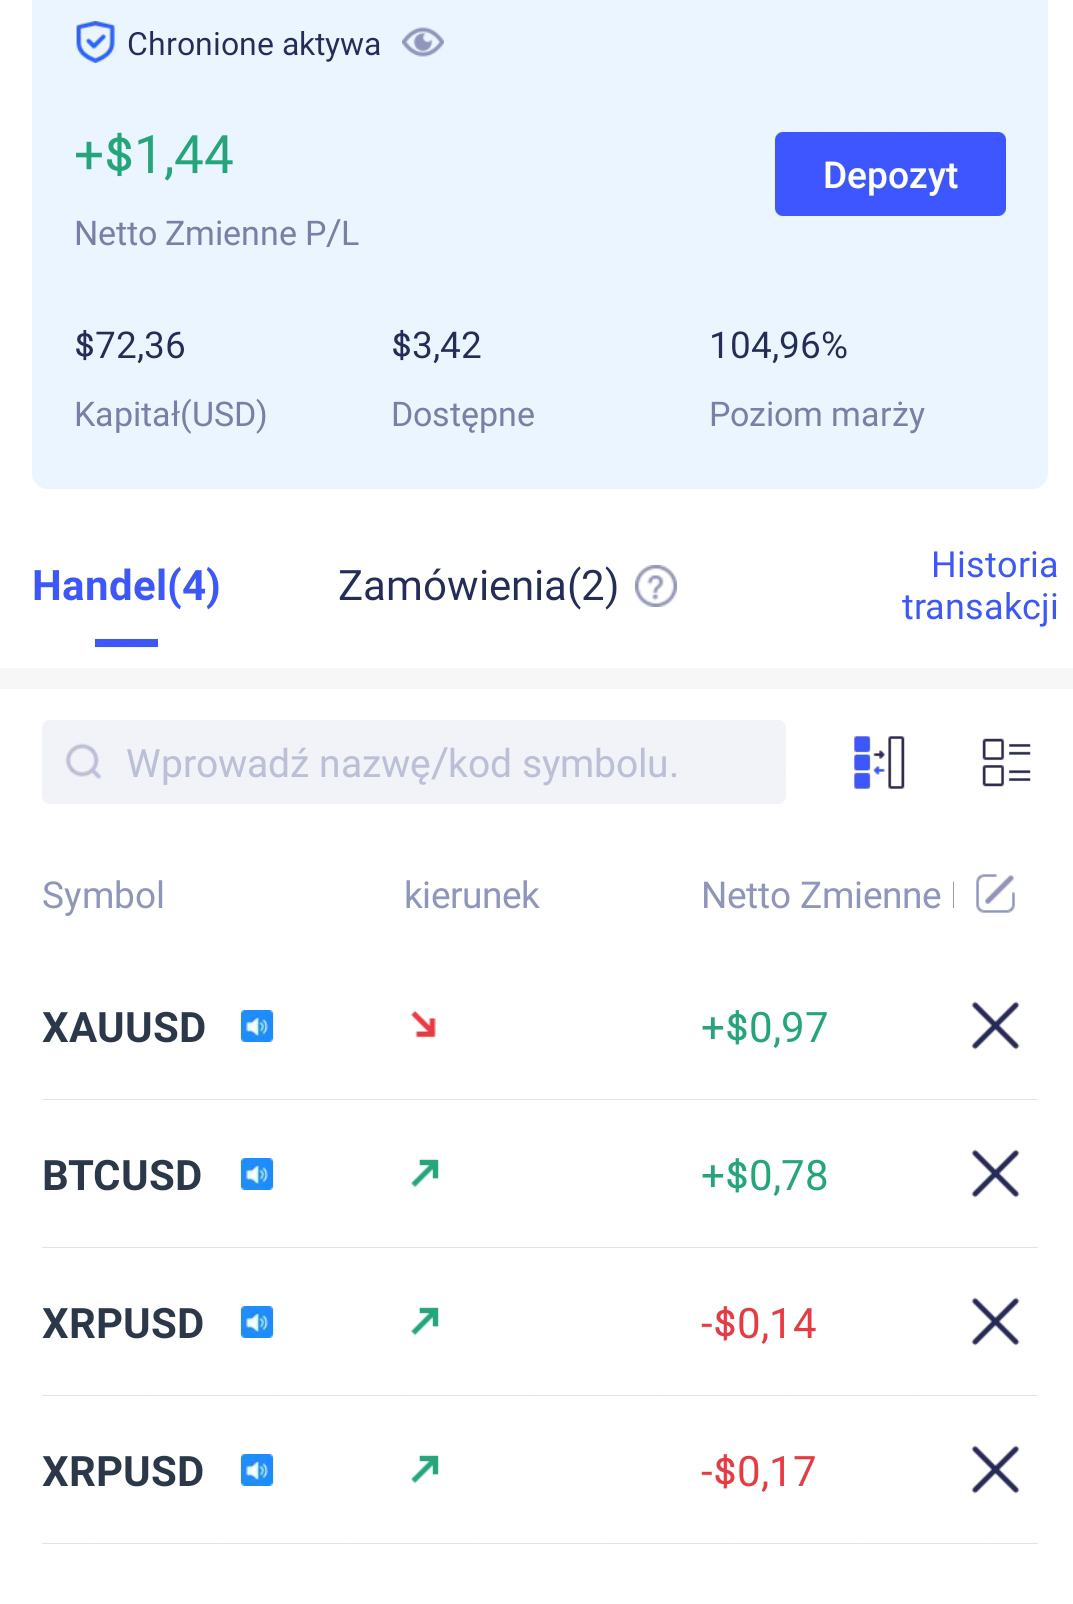 Chronione aktywa
+$1,44
Depozyt
Netto Zmienne P/L
$72,36 $3,42 104,96%
Kapitał(USD) Dostępne Poziom marży
Handel(4) Zamówienia(2) ? Historia transakcji
Wprowadź nazwę/kod symbolu.
Symbol kierunek Netto Zmienne
XAUUSD +$0,97
BTCUSD +$0,78
XRPUSD -$0,14
XRPUSD -$0,17